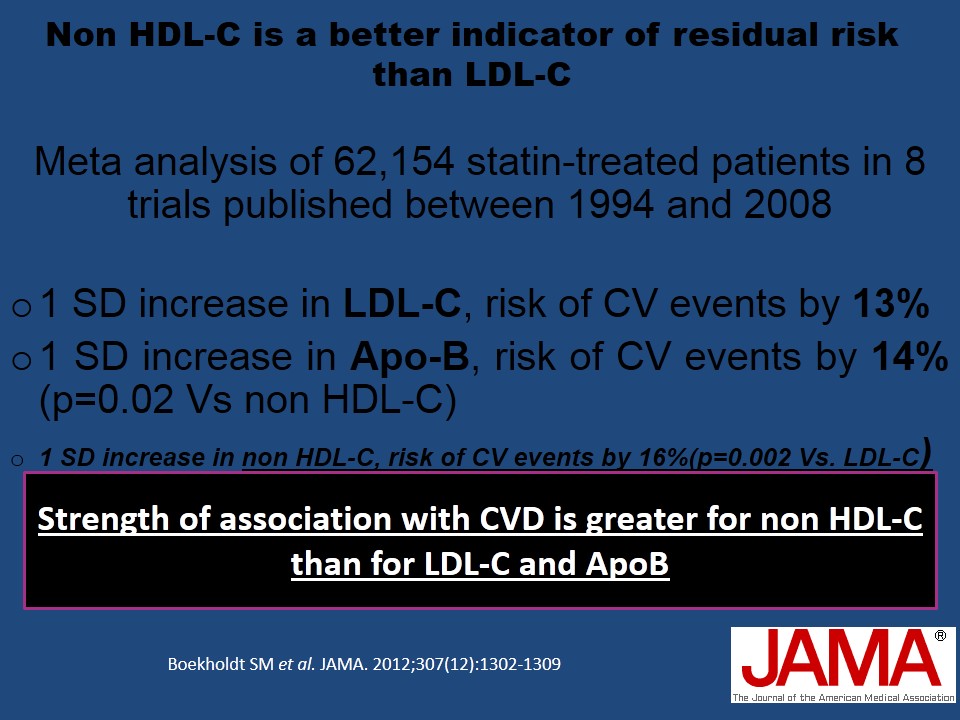 Non HDL-C is a better indicator of residual risk
than LDL-C
Meta analysis of 62,154 statin-treated patients in 8
trials published between 1994 and 2008
o 1 SD increase in LDL-C, risk of CV events by 13%
o 1 SD increase in Apo-B, risk of CV events by 14%
(p=0.02 Vs non HDL-C)
o 1 SD increase in non HDL-C, risk of CV events by 16%(p=0.002 Vs. LDL-C)
Strength of association with CVD is greater for non HDL-C
than for LDL-C and ApoB
Boekholdt SM et al. JAMA. 2012;307(12):1302-1309
JAMA®
The Journal of the American Medical Association